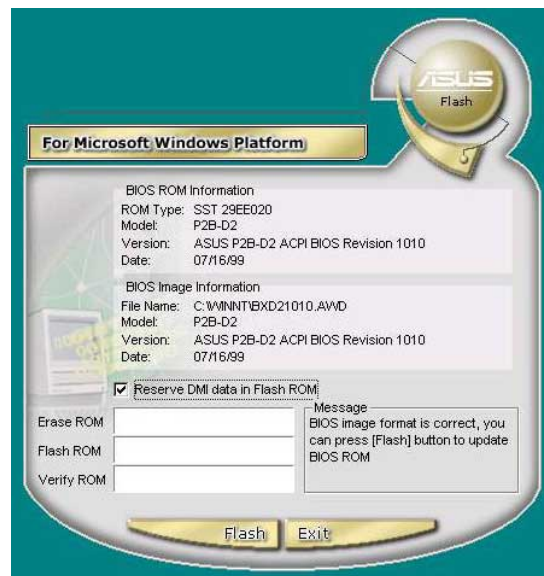 ASUS
Flash
For Microsoft Windows Platform
BIOS ROM Information
ROM Type: SST 29EE020
Model: P2B-D2
Version: ASUS P2B-D2 ACPI BIOS Revision 1010
Date: 07/16/99
BIOS Image Information
File Name: C:\WINNT\BXD21010.AWD
Model: P2B-D2
Version: ASUS P2B-D2 ACPI BIOS Revision 1010
Date: 07/16/99
Reserve DMI data in Flash ROM
Erase ROM
Flash ROM
Verify ROM
Message
BIOS image format is correct, you
can press [Flash] button to update
BIOS ROM
Flash
Exit